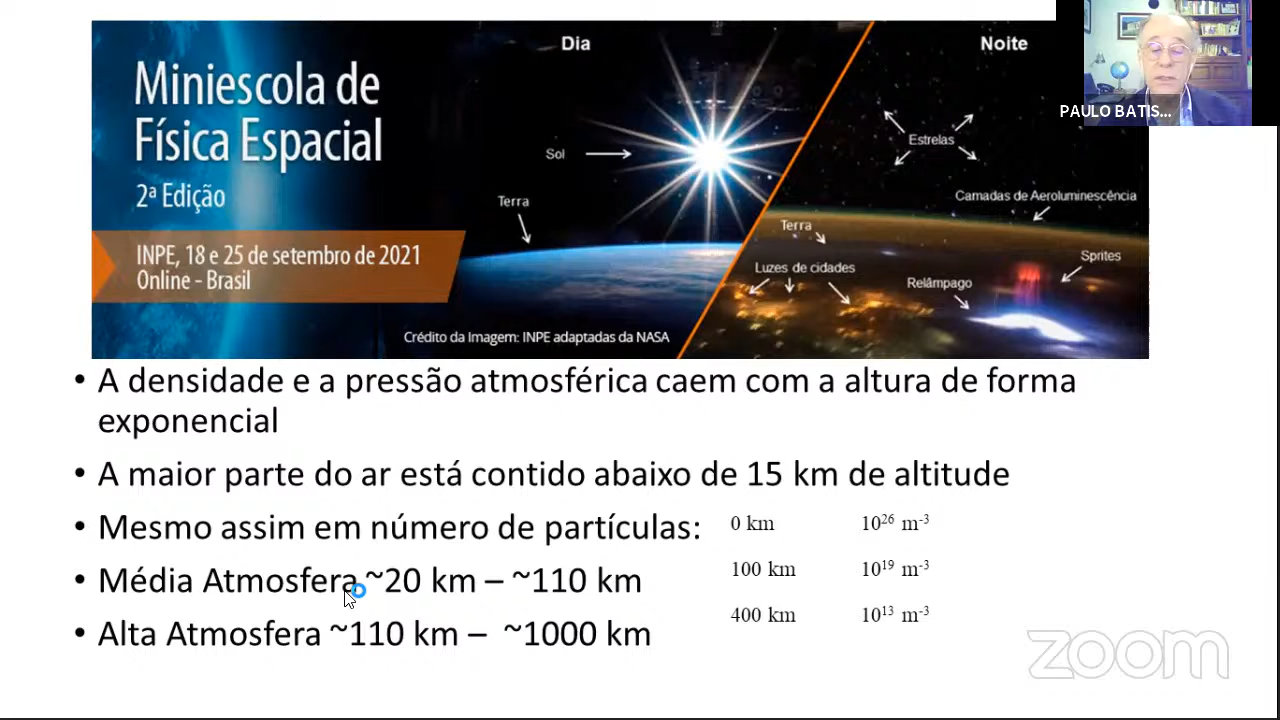 Miniescola de
Física Espacial
2ª Edição
INPE, 18 e 25 de setembro de 2021
Online - Brasil
Dia
Sol
Terra
Crédito da Imagem: INPE adaptadas da NASA
Noite
Estrelas
Camadas de Aeroluminescência
Terra
Sprites
Luzes de cidades
Relâmpago
PAULO BATIS...
• A densidade e a pressão atmosférica caem com a altura de forma
exponencial
• A maior parte do ar está contido abaixo de 15 km de altitude
• Mesmo assim em número de partículas:
0 km 10²⁶ m⁻³
100 km 10¹⁹ m⁻³
400 km 10¹³ m⁻³
• Média Atmosfera ~20 km – ~110 km
• Alta Atmosfera ~110 km – ~1000 km
zoom